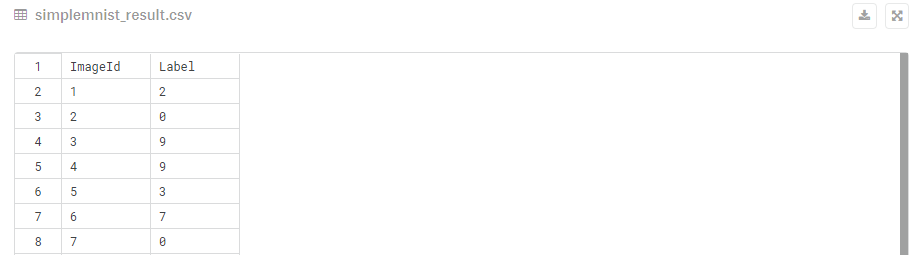 simplemnist_result.csv
1 ImageId Label
2 1 2
3 2 0
4 3 9
5 4 9
6 5 3
7 6 7
8 7 0